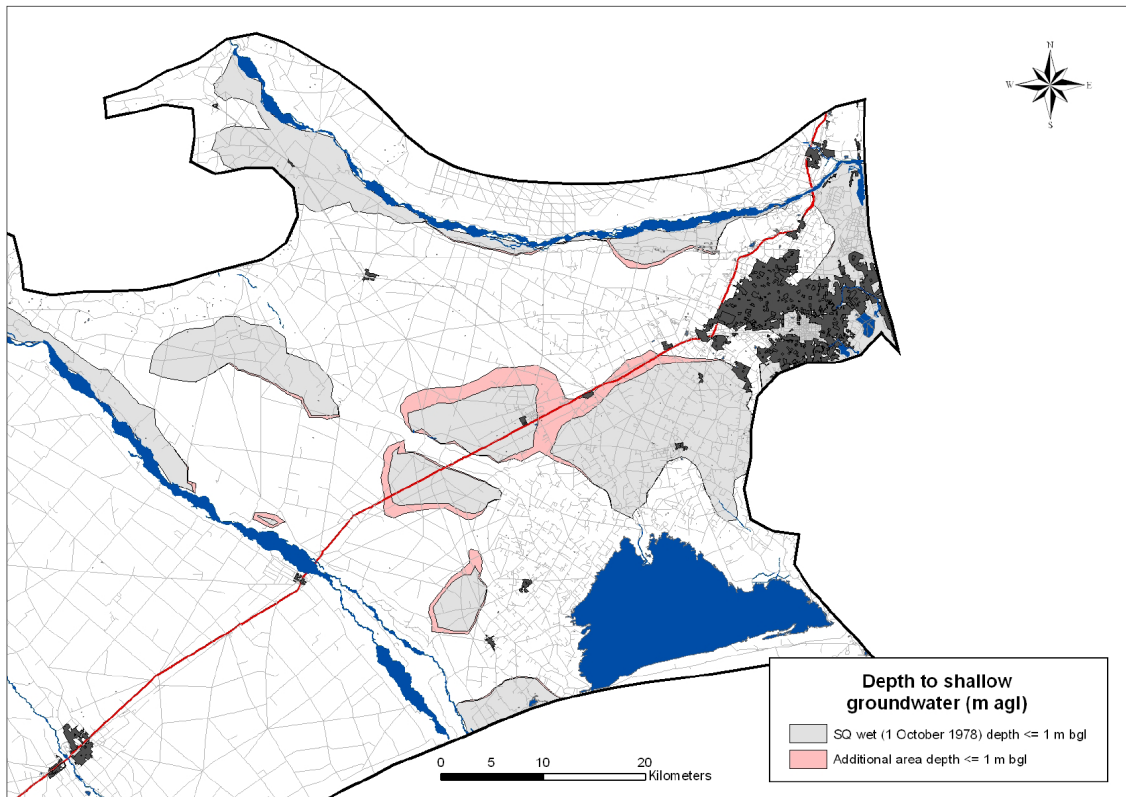 N
W E
S
Depth to shallow
groundwater (m agl)
SQ wet (1 October 1978) depth <= 1 m bgl
Additional area depth <= 1 m bgl
0 5 10 20
Kilometers